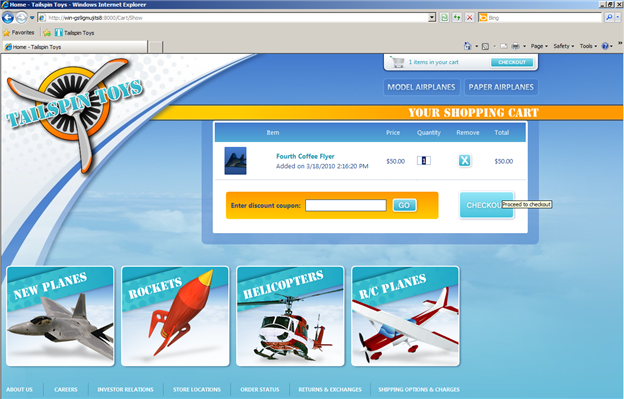 Home - Tailspin Toys - Windows Internet Explorer
http://win-gs9gmujits8:8000/Cart/Show
Bing
Favorites
Tailspin Toys
Home - Tailspin Toys
Page
Safety
Tools
1 items in your cart
CHECKOUT
MODEL AIRPLANES
PAPER AIRPLANES
TAILSPIN TOYS
YOUR SHOPPING CART
Item Price Quantity Remove Total
Fourth Coffee Flyer
Added on 3/18/2010 2:16:20 PM
$50.00 1 X $50.00
Enter discount coupon: GO
CHECKOUT
Proceed to checkout
NEW PLANES
ROCKETS
HELICOPTERS
R/C PLANES
ABOUT US
CAREERS
INVESTOR RELATIONS
STORE LOCATIONS
ORDER STATUS
RETURNS & EXCHANGES
SHIPPING OPTIONS & CHARGES